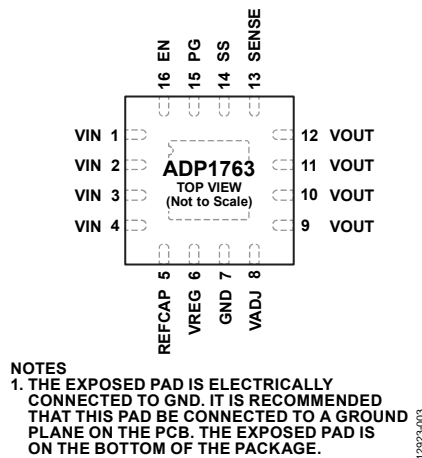 16 EN
15 PG
14 SS
13 SENSE
VIN 1
VIN 2
VIN 3
VIN 4
ADP1763
TOP VIEW
(Not to Scale)
12 VOUT
11 VOUT
10 VOUT
9 VOUT
REFCAP 5
VREG 6
GND 7
VADJ 8
NOTES
1. THE EXPOSED PAD IS ELECTRICALLY
CONNECTED TO GND. IT IS RECOMMENDED
THAT THIS PAD BE CONNECTED TO A GROUND
PLANE ON THE PCB. THE EXPOSED PAD IS
ON THE BOTTOM OF THE PACKAGE.
12923-003